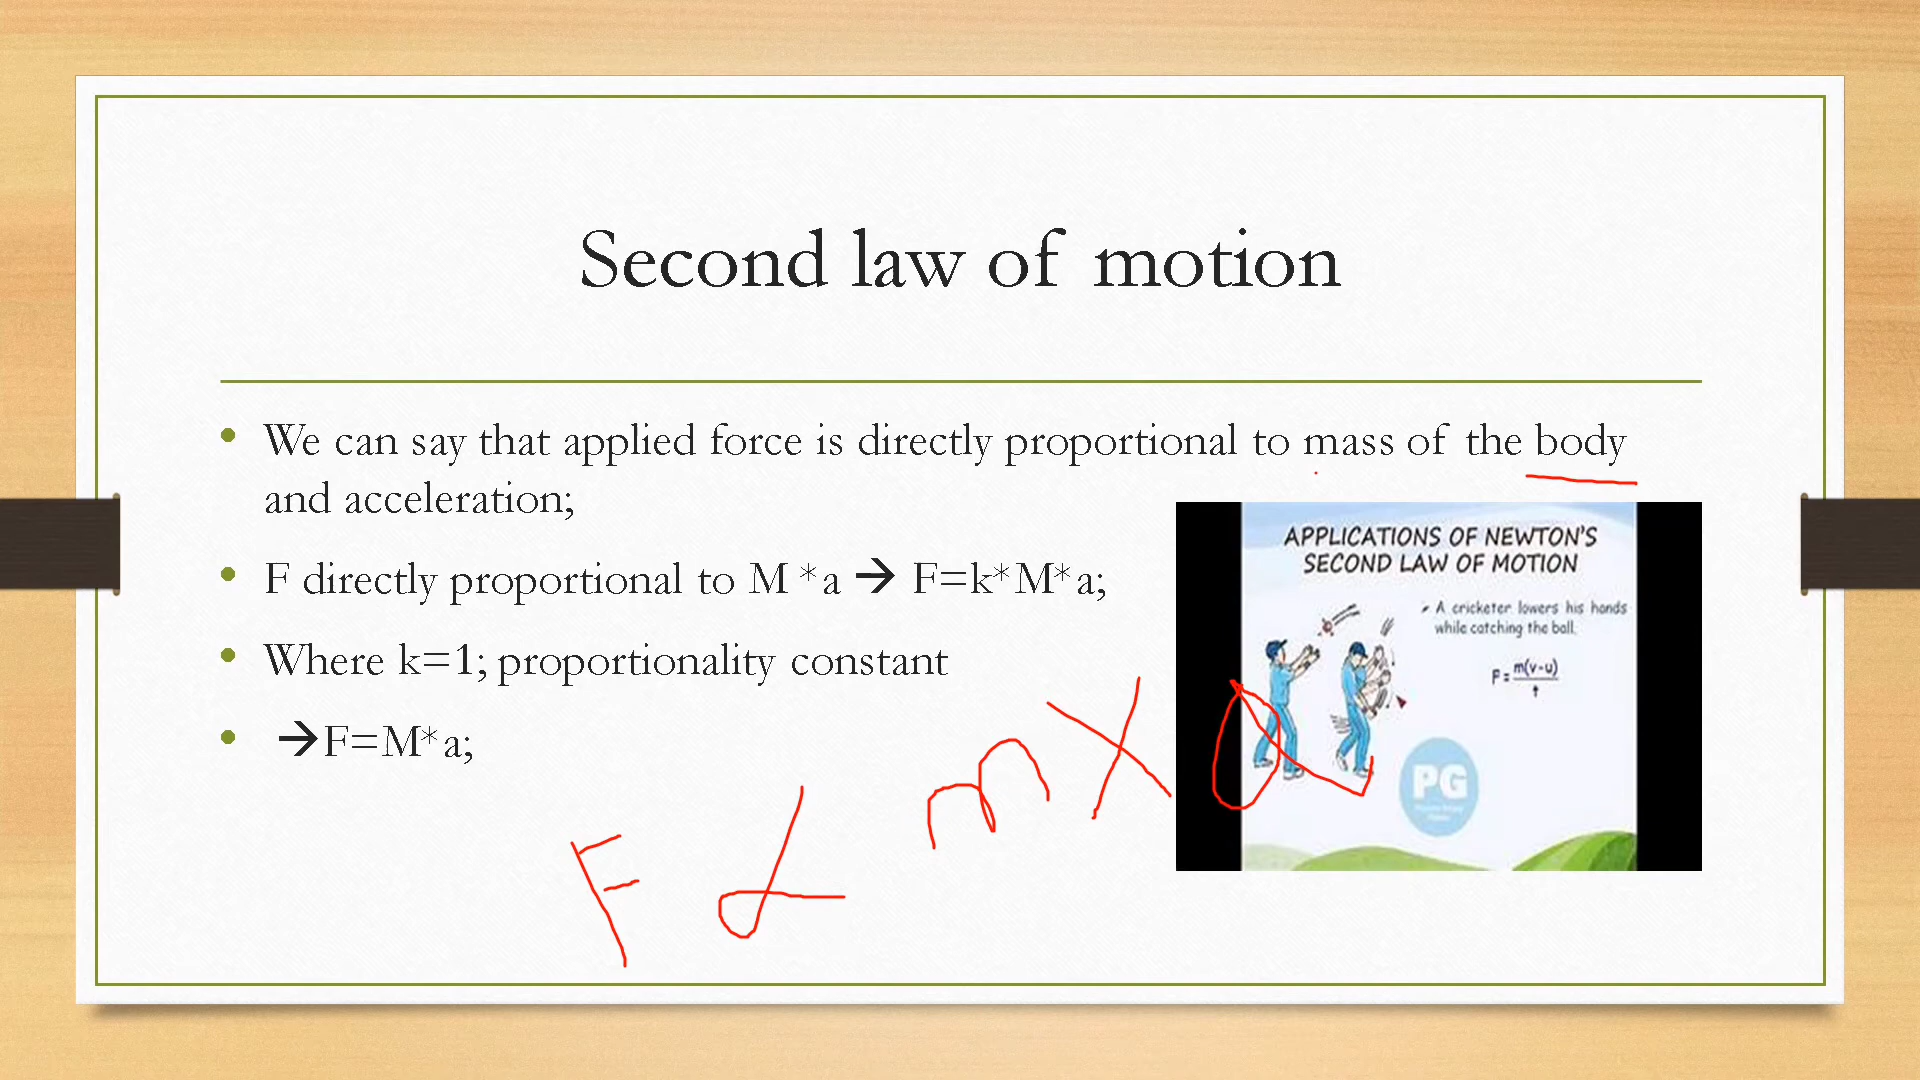 Second law of motion
• We can say that applied force is directly proportional to mass of the body
and acceleration;
• F directly proportional to M *a → F=k*M*a;
• Where k=1; proportionality constant
• →F=M*a;
APPLICATIONS OF NEWTON'S
SECOND LAW OF MOTION
A cricketer lowers his hands
while catching the ball.
F = m(v-u)
t
PG
F ∝ m x a